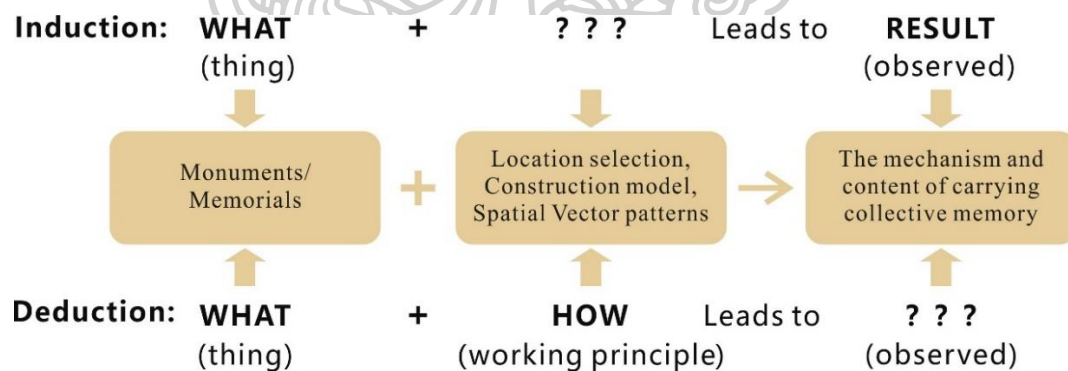 Induction: WHAT + ? ? ? Leads to RESULT
(thing) (observed)
Monuments/
Memorials
+
Location selection,
Construction model,
Spatial Vector patterns
The mechanism and
content of carrying
collective memory
Deduction: WHAT + HOW Leads to ? ? ?
(thing) (working principle) (observed)